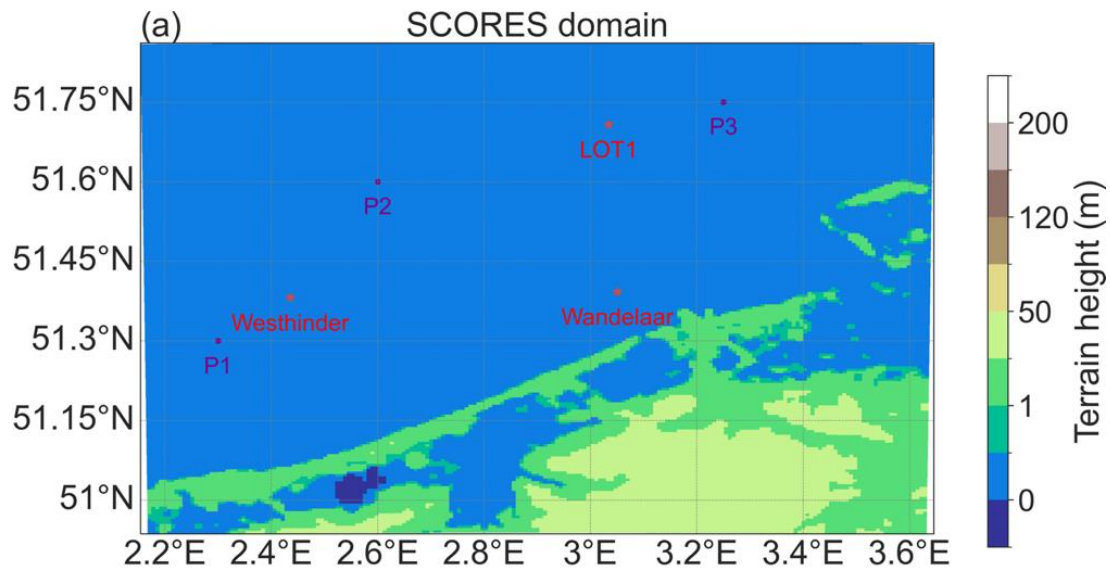 (a)
SCORES domain
51.75°N
51.6°N
51.45°N
51.3°N
51.15°N
51°N
P3
LOT1
P2
Westhinder
Wandelaar
P1
2.2°E 2.4°E 2.6°E 2.8°E 3°E 3.2°E 3.4°E 3.6°E
200
120
50
1
0
Terrain height (m)